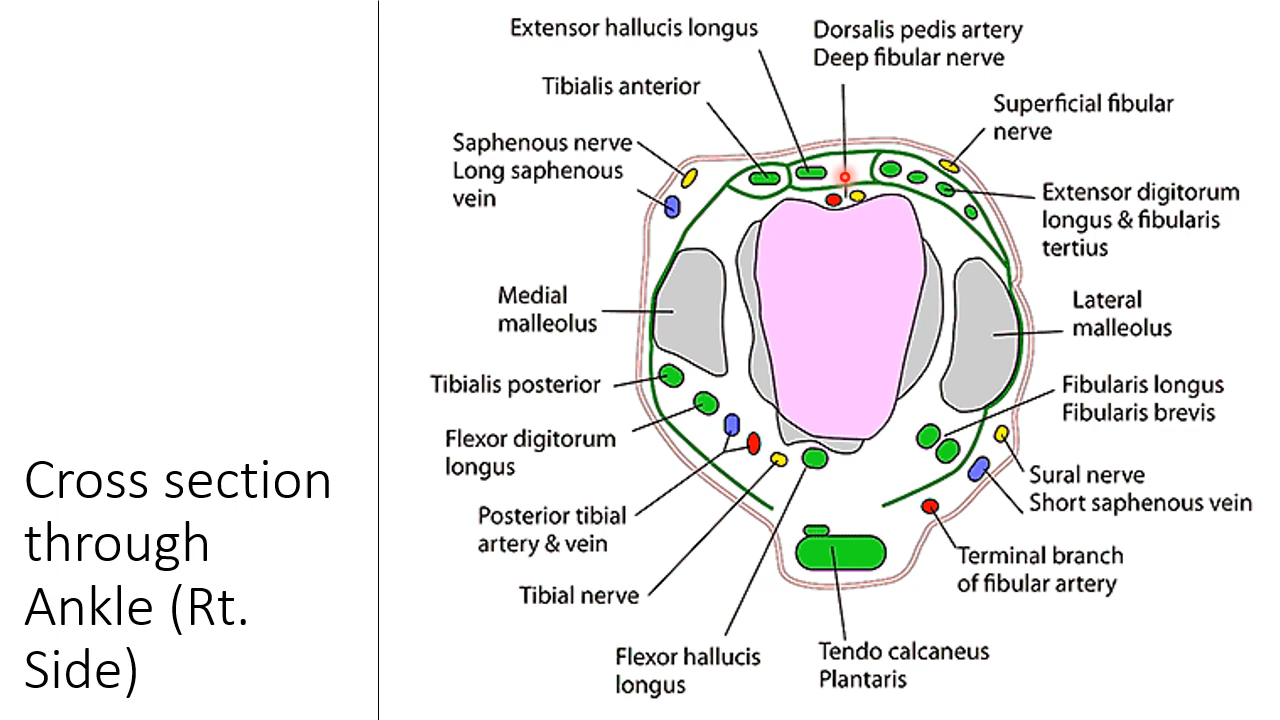 Cross section
through
Ankle (Rt.
Side)
Extensor hallucis longus
Dorsalis pedis artery
Deep fibular nerve
Tibialis anterior
Superficial fibular
nerve
Saphenous nerve
Long saphenous
vein
Extensor digitorum
longus & fibularis
tertius
Medial
malleolus
Lateral
malleolus
Tibialis posterior
Fibularis longus
Fibularis brevis
Flexor digitorum
longus
Sural nerve
Short saphenous vein
Posterior tibial
artery & vein
Terminal branch
of fibular artery
Tibial nerve
Flexor hallucis
longus
Tendo calcaneus
Plantaris